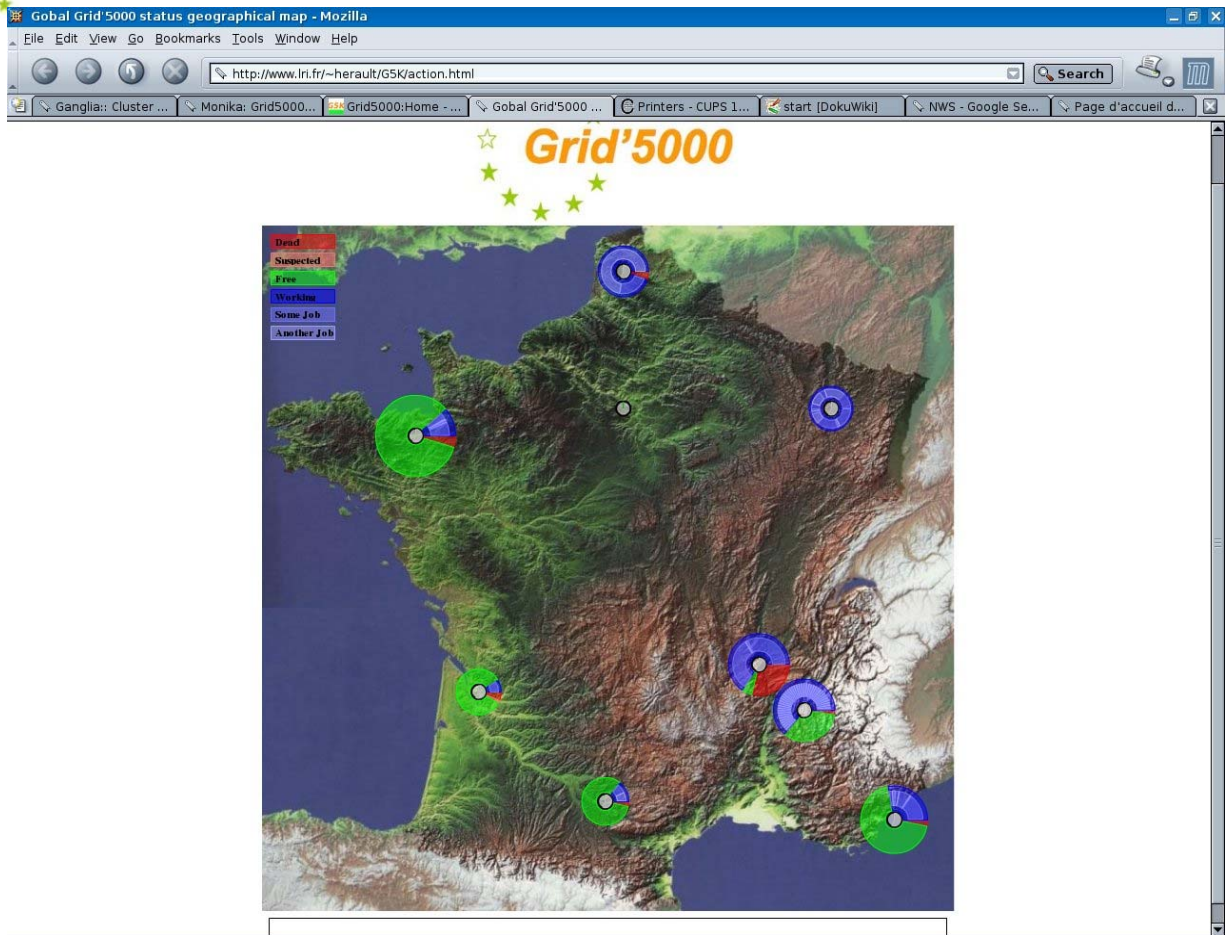 Gobal Grid'5000 status geographical map - Mozilla
File Edit View Go Bookmarks Tools Window Help
http://www.lri.fr/~herault/G5K/action.html
Search
Ganglia:: Cluster ...
Monika: Grid5000...
G5K Grid5000:Home - ...
Gobal Grid'5000 ...
Printers - CUPS 1...
start [DokuWiki]
NWS - Google Se...
Page d'accueil d...
Grid'5000
Dead
Suspected
Free
Working
Some Job
Another Job